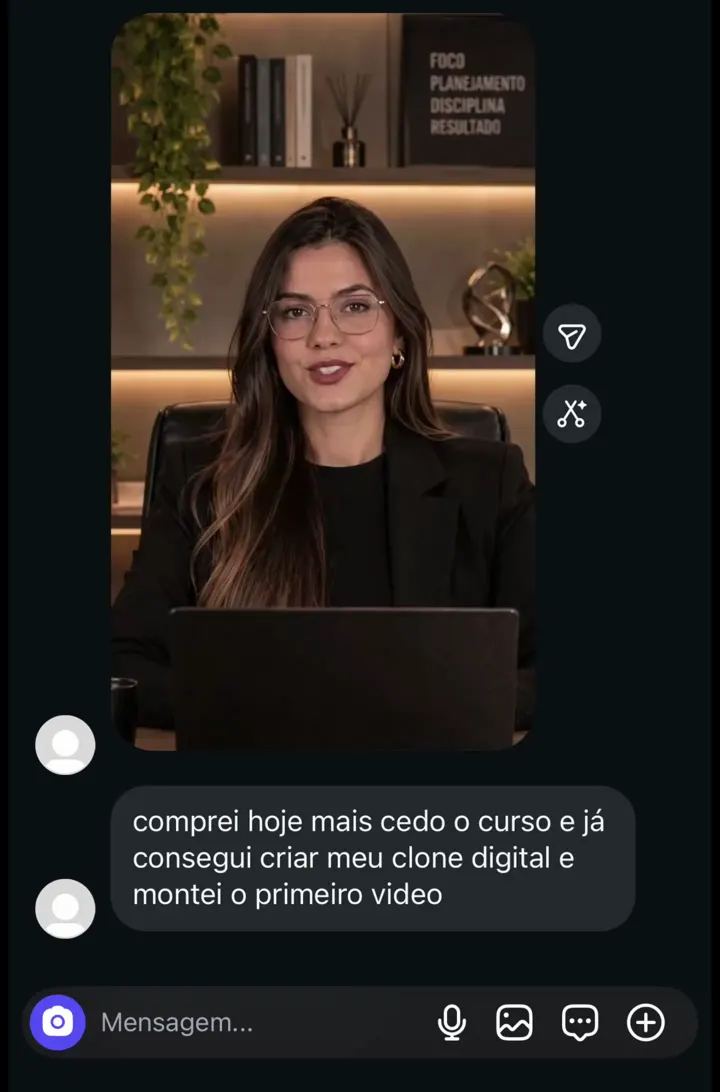 FOCO
PLANEJAMENTO
DISCIPLINA
RESULTADO
comprei hoje mais cedo o curso e já
consegui criar meu clone digital e
montei o primeiro video
Mensagem...